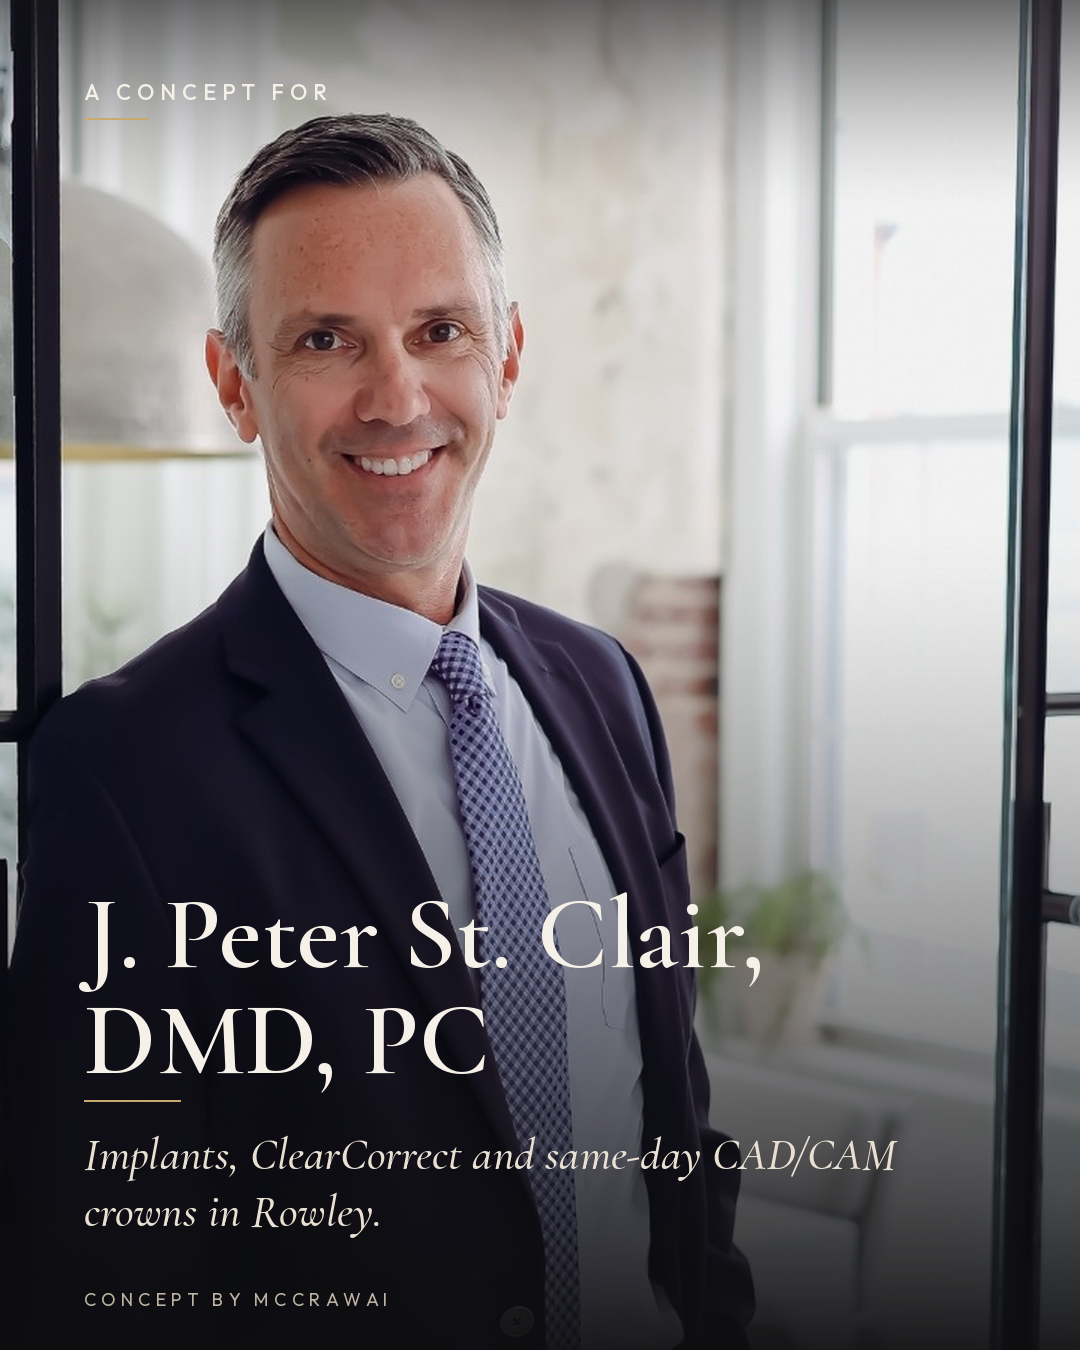 A CONCEPT FOR
J. Peter St. Clair,
DMD, PC
Implants, ClearCorrect and same-day CAD/CAM
crowns in Rowley.
CONCEPT BY MCCRAWAI